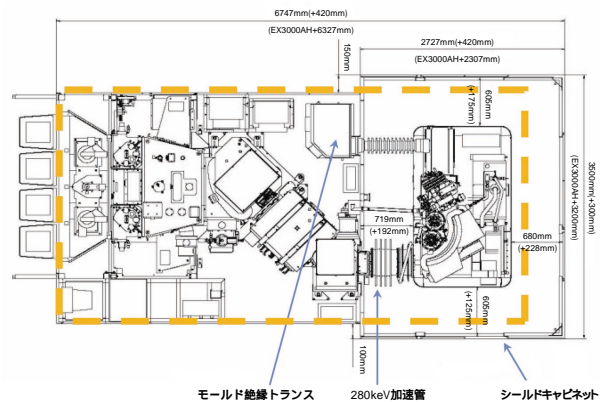 6747mm(+420mm)
(EX3000AH+6327mm)
2727mm(+420mm)
(EX3000AH+2307mm)
150mm
605mm
(+175mm)
3500mm(+300mm)
(EX3000AH+3200mm)
719mm
(+192mm)
680mm
(+228mm)
605mm
(+125mm)
100mm
モールド絶縁トランス
280keV加速管
シールドキャビネット